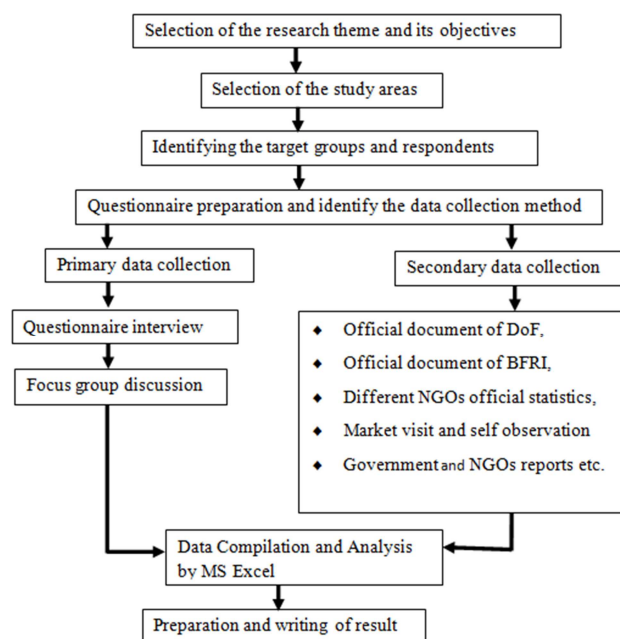 Selection of the research theme and its objectives
Selection of the study areas
Identifying the target groups and respondents
Questionnaire preparation and identify the data collection method
Primary data collection
Questionnaire interview
Focus group discussion
Secondary data collection
◆ Official document of DoF,
◆ Official document of BFRI,
◆ Different NGOs official statistics,
◆ Market visit and self observation
◆ Government and NGOs reports etc.
Data Compilation and Analysis
by MS Excel
Preparation and writing of result